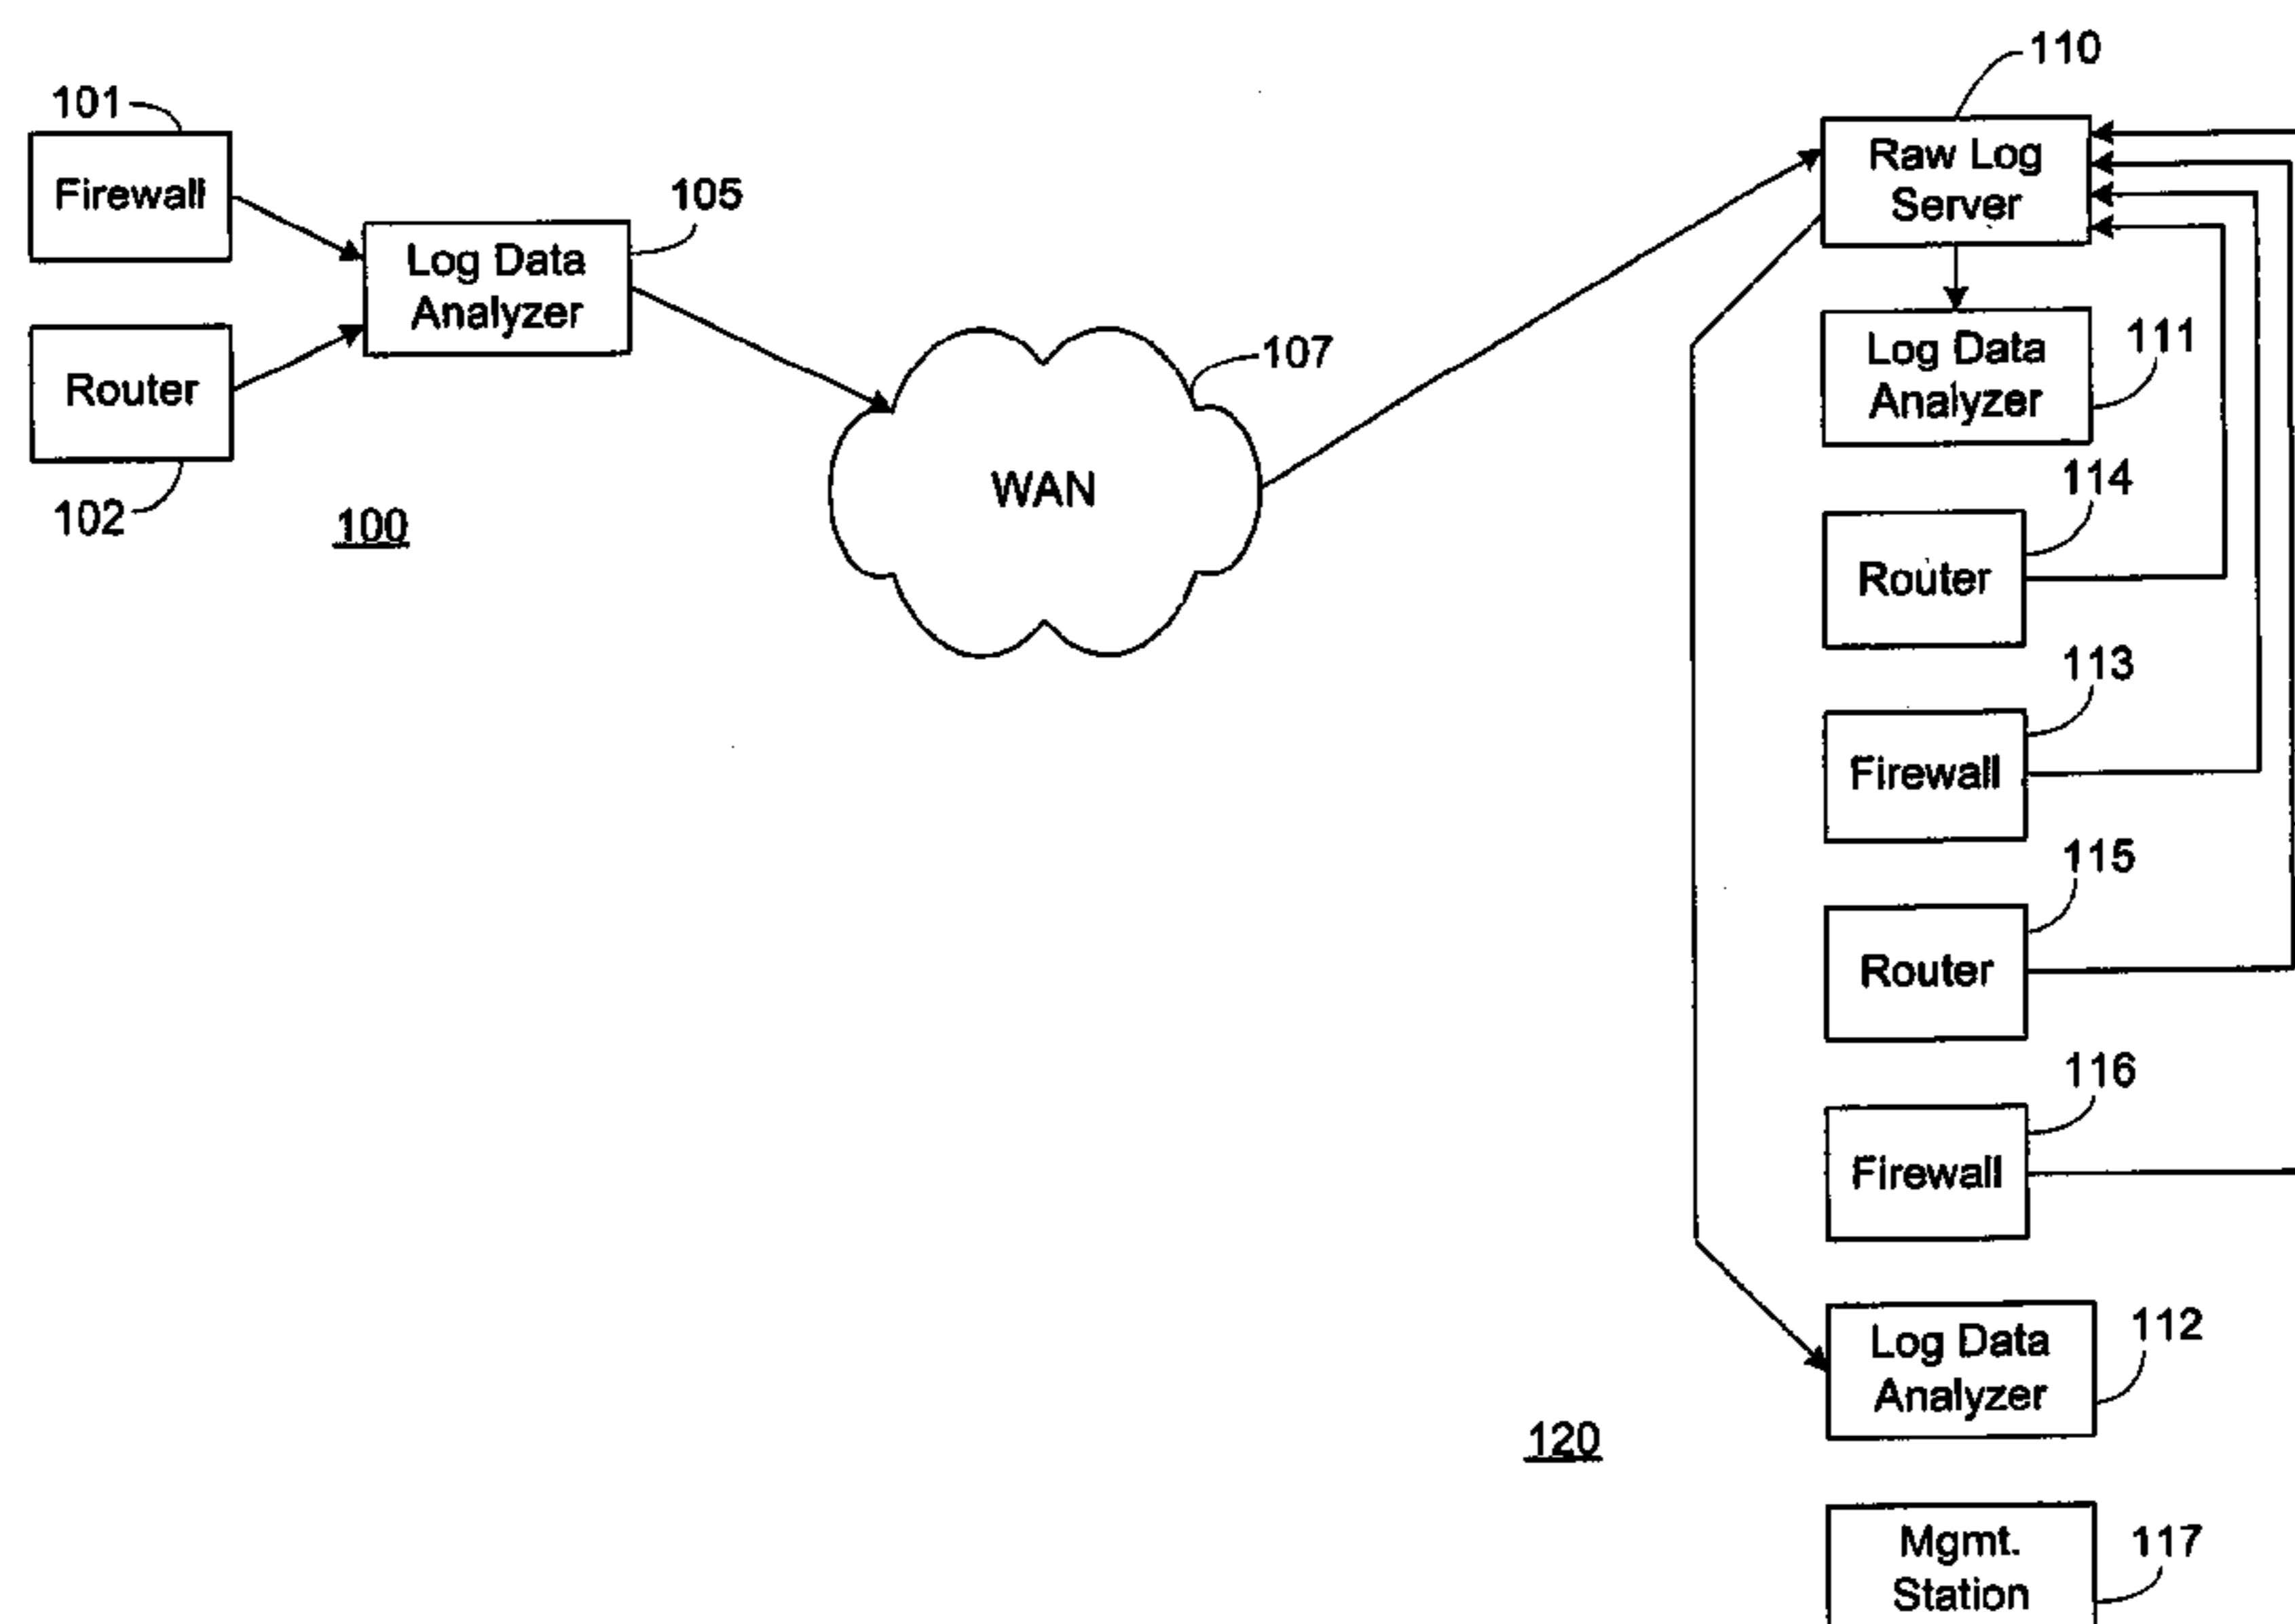 110
101
Firewall
Raw Log
Server
105
Log Data
Analyzer
107
Router
Log Data
Analyzer
111
WAN
114
102
100
Router
113
Firewall
115
Router
116
Firewall
Log Data
Analyzer
112
120
Mgmt.
Station
117